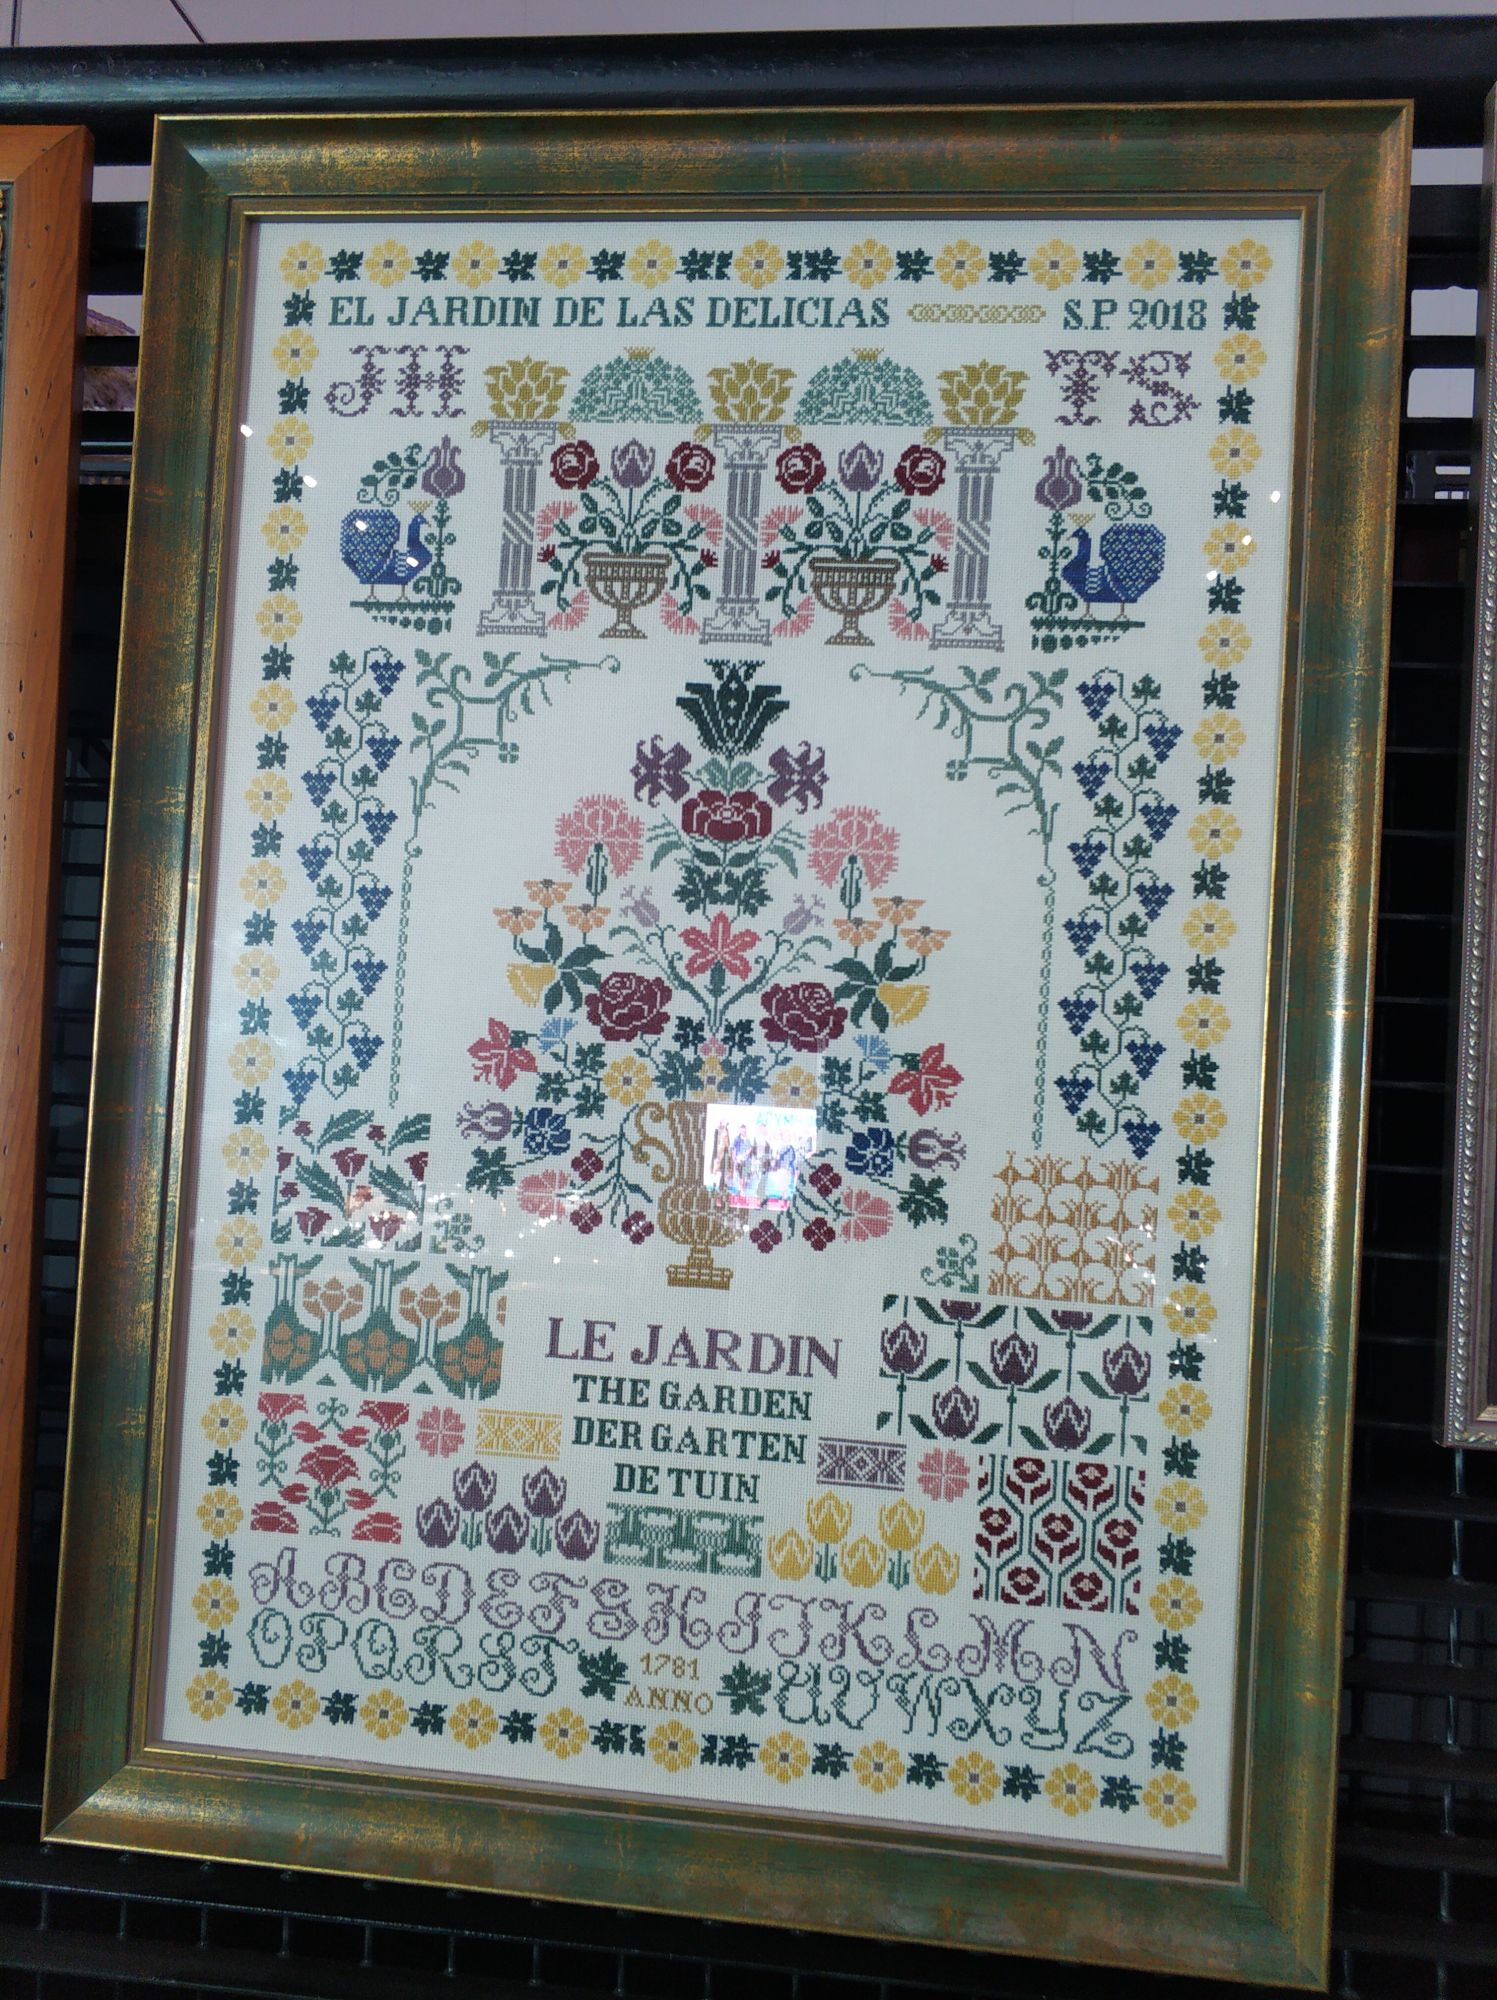 EL JARDIN DE LAS DELICIAS S.P. 2018
JH TS
LE JARDIN
THE GARDEN
DER GARTEN
DE TUIN
ABCDEFGHIJKLMN
OPQRST UVWXYZ
1781
ANNO